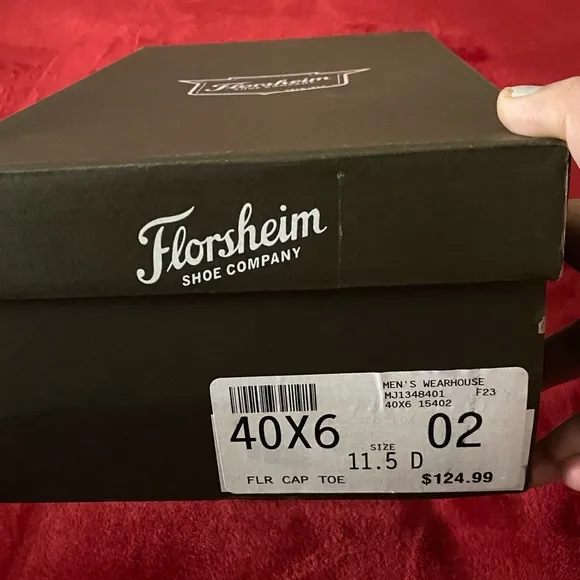 Florsheim
Florsheim
SHOE COMPANY
MEN'S WEARHOUSE
MJ1348401 F23
40X6 15402
40X6 SIZE 02
11.5 D
FLR CAP TOE $124.99